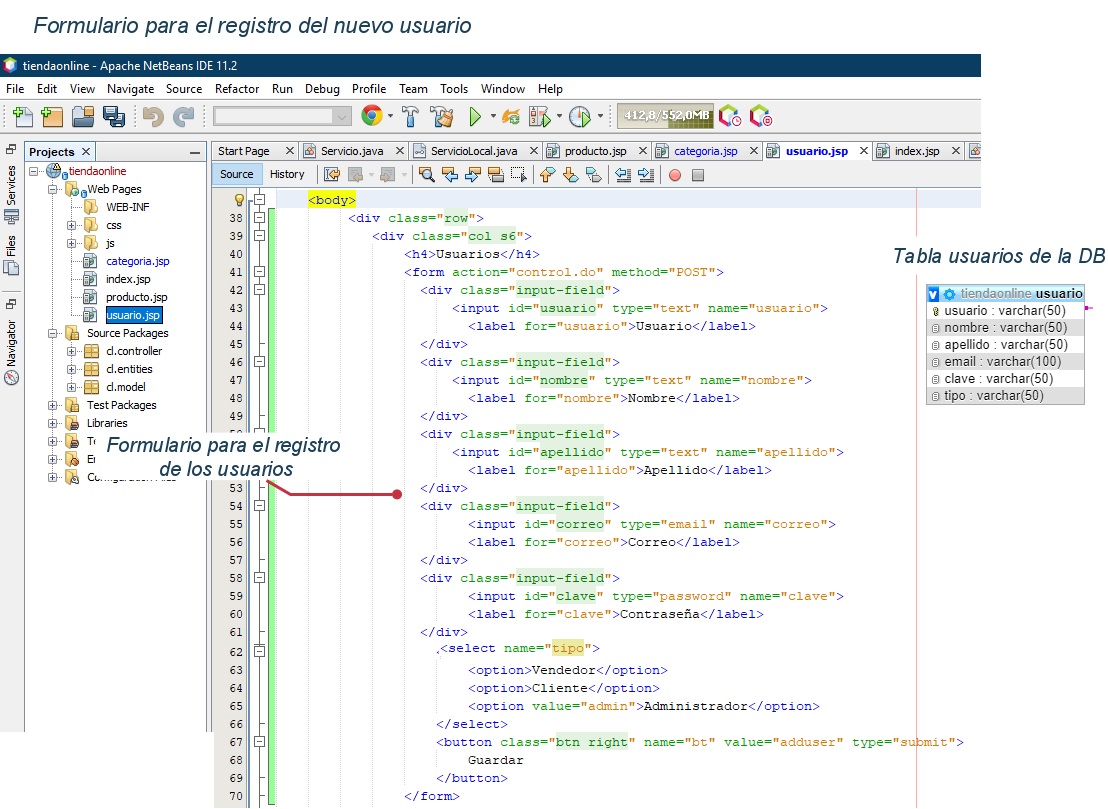 Formulario para el registro del nuevo usuario
tiendaonline - Apache NetBeans IDE 11.2
File Edit View Navigate Source Refactor Run Debug Profile Team Tools Window Help
412,8/552,0MB
Projects
Services
Files
Navigator
tiendaonline
Web Pages
WEB-INF
css
js
categoria.jsp
index.jsp
producto.jsp
usuario.jsp
Source Packages
cl.controller
cl.entities
cl.model
Test Packages
Libraries
Start Page Servicio.java ServicioLocal.java producto.jsp categoria.jsp usuario.jsp index.jsp
Source History
<body>
38 <div class="row">
39 <div class="col s6">
40 <h4>Usuarios</h4>
41 <form action="control.do" method="POST">
42 <div class="input-field">
43 <input id="usuario" type="text" name="usuario">
44 <label for="usuario">Usuario</label>
45 </div>
46 <div class="input-field">
47 <input id="nombre" type="text" name="nombre">
48 <label for="nombre">Nombre</label>
49 </div>
<div class="input-field">
<input id="apellido" type="text" name="apellido">
<label for="apellido">Apellido</label>
53 </div>
54 <div class="input-field">
55 <input id="correo" type="email" name="correo">
56 <label for="correo">Correo</label>
57 </div>
58 <div class="input-field">
59 <input id="clave" type="password" name="clave">
60 <label for="clave">Contraseña</label>
61 </div>
62 <select name="tipo">
63 <option>Vendedor</option>
64 <option>Cliente</option>
65 <option value="admin">Administrador</option>
66 </select>
67 <button class="btn right" name="bt" value="adduser" type="submit">
68 Guardar
69 </button>
70 </form>
Formulario para el registro
de los usuarios
Tabla usuarios de la DB
tiendaonline usuario
usuario : varchar(50)
nombre : varchar(50)
apellido : varchar(50)
email : varchar(100)
clave : varchar(50)
tipo : varchar(50)